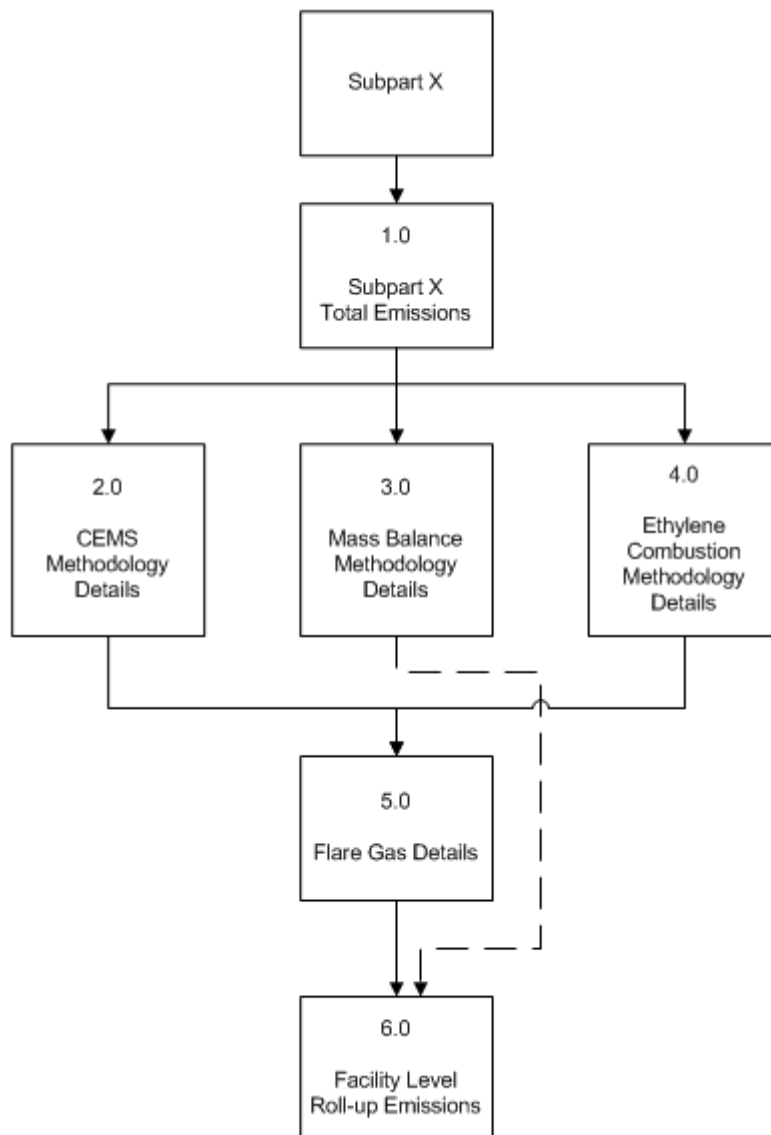 Subpart X
1.0
Subpart X
Total Emissions
2.0
CEMS
Methodology
Details
3.0
Mass Balance
Methodology
Details
4.0
Ethylene
Combustion
Methodology
Details
5.0
Flare Gas Details
6.0
Facility Level
Roll-up Emissions